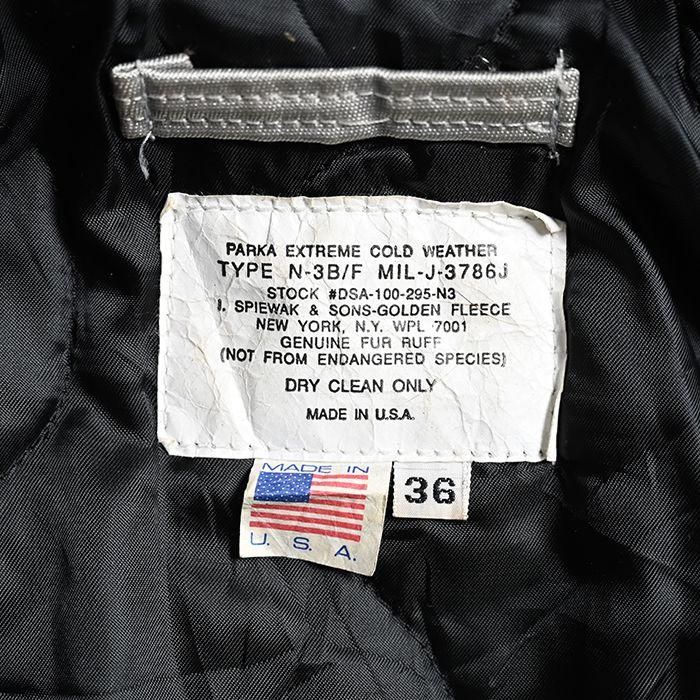 PARKA EXTREME COLD WEATHER
TYPE N-3B/F MIL-J-3786J
STOCK #DSA-100-295-N3
I. SPIEWAK & SONS-GOLDEN FLEECE
NEW YORK, N.Y. WPL 7001
GENUINE FUR RUFF
(NOT FROM ENDANGERED SPECIES)
DRY CLEAN ONLY
MADE IN U.S.A.
MADE IN
U. S. A.
36